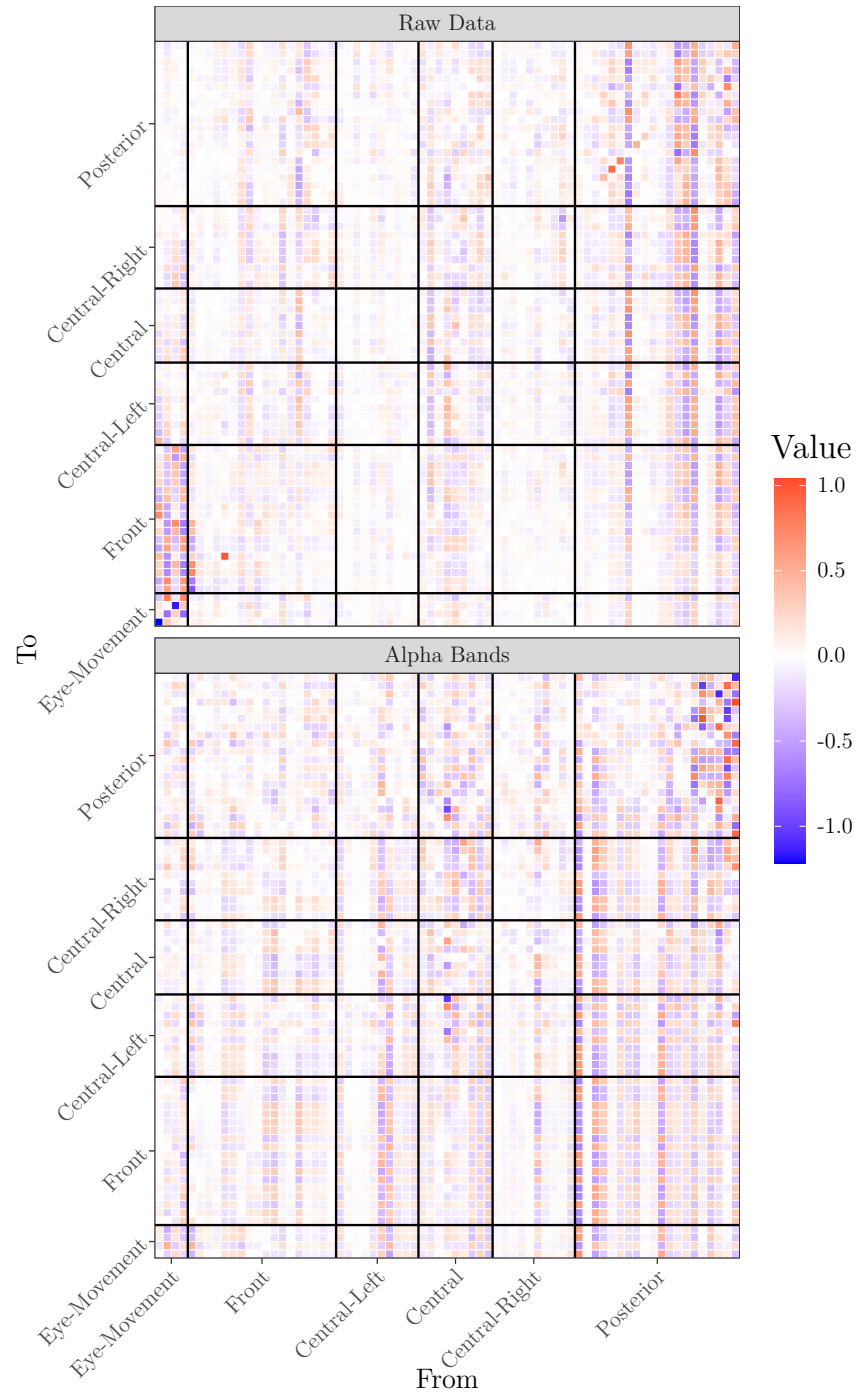 Raw Data
Posterior
Central-Right
Central
Central-Left
Front
Eye-Movement
To
Alpha Bands
Posterior
Central-Right
Central
Central-Left
Front
Eye-Movement
Eye-Movement
Front
Central-Left
Central
Central-Right
Posterior
From
Value
1.0
0.5
0.0
-0.5
-1.0